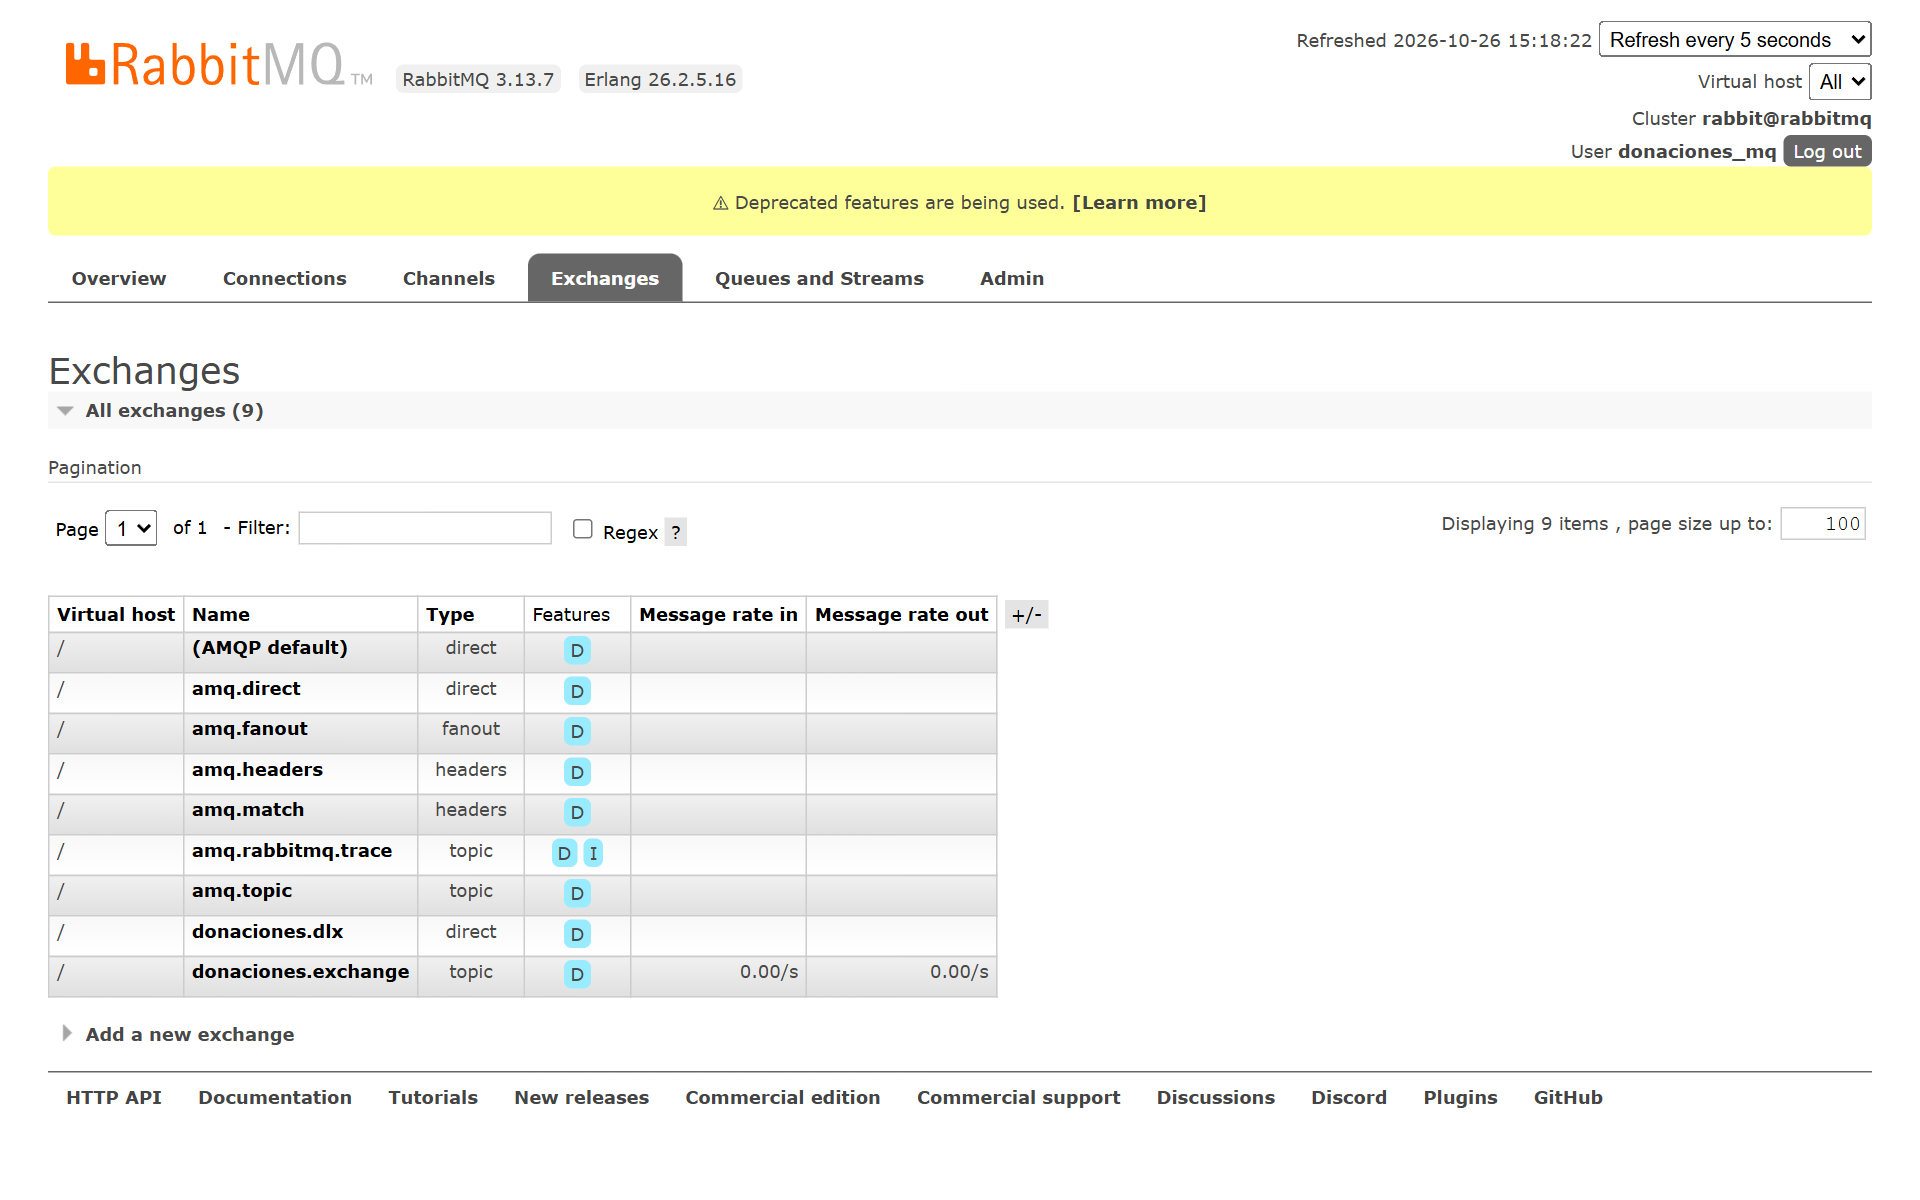 RabbitMQ TM RabbitMQ 3.13.7 Erlang 26.2.5.16
Refreshed 2026-10-26 15:18:22 Refresh every 5 seconds
Virtual host All
Cluster rabbit@rabbitmq
User donaciones_mq Log out
⚠ Deprecated features are being used. [Learn more]
Overview Connections Channels Exchanges Queues and Streams Admin
Exchanges
All exchanges (9)
Pagination
Page 1 of 1 - Filter: Regex ? Displaying 9 items , page size up to: 100
Virtual host Name Type Features Message rate in Message rate out +/-
/ (AMQP default) direct D
/ amq.direct direct D
/ amq.fanout fanout D
/ amq.headers headers D
/ amq.match headers D
/ amq.rabbitmq.trace topic D I
/ amq.topic topic D
/ donaciones.dlx direct D
/ donaciones.exchange topic D 0.00/s 0.00/s
Add a new exchange
HTTP API Documentation Tutorials New releases Commercial edition Commercial support Discussions Discord Plugins GitHub